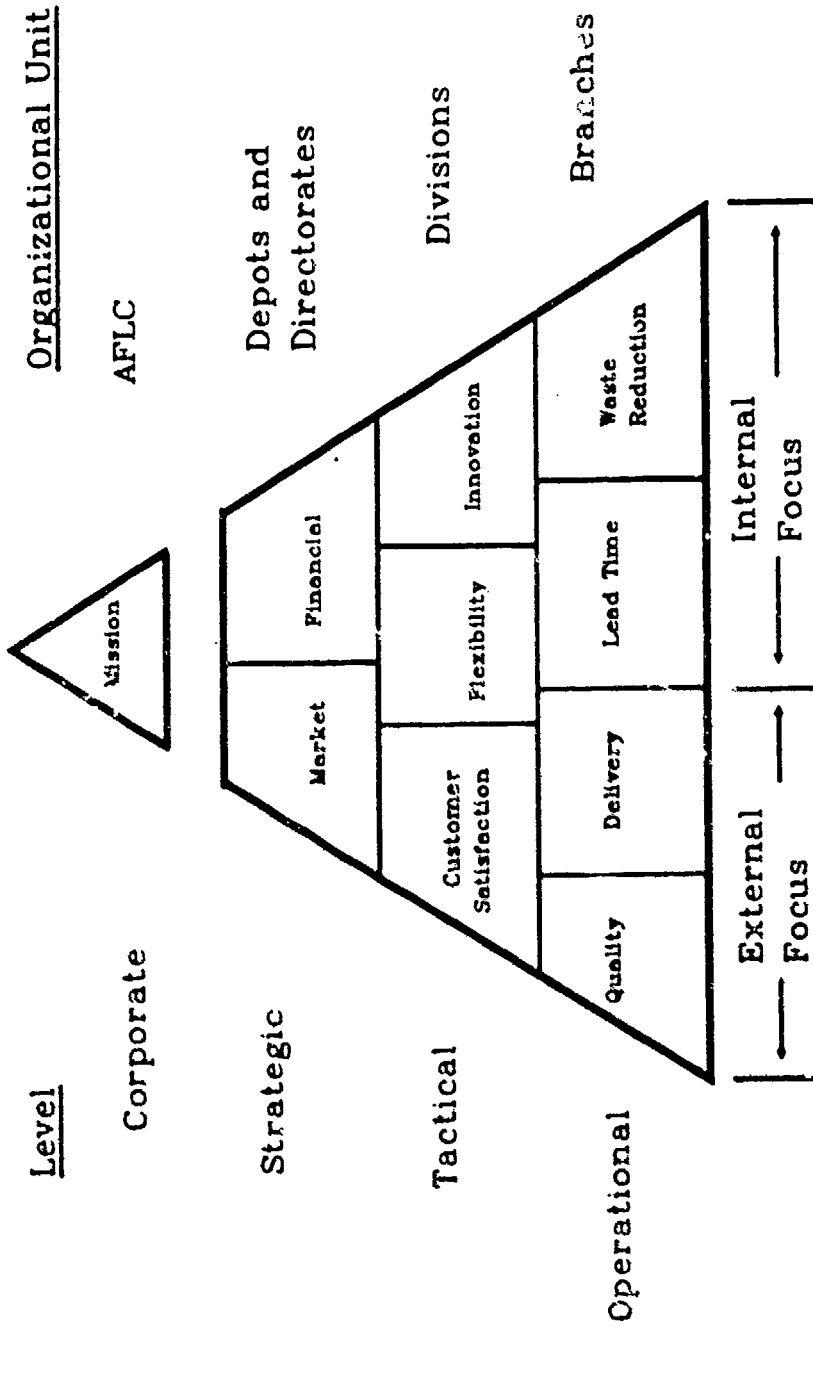 Level
Organizational Unit
Corporate
Mission
AFLC
Strategic
Market
Financial
Depots and
Directorates
Tactical
Customer
Satisfaction
Flexibility
Innovation
Divisions
Operational
Quality
Delivery
Lead Time
Waste
Reduction
Branches
External
Focus
Internal
Focus